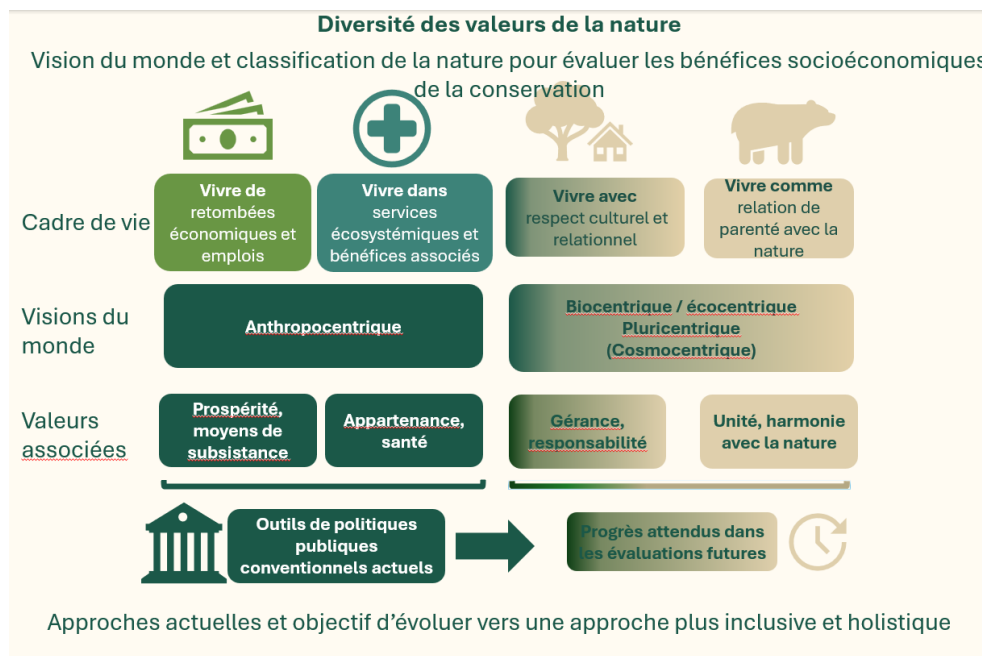 Diversité des valeurs de la nature
Vision du monde et classification de la nature pour évaluer les bénéfices socioéconomiques
de la conservation
Cadre de vie
Vivre de
retombées
économiques et
emplois
Vivre dans
services
écosystémiques et
bénéfices associés
Vivre avec
respect culturel et
relationnel
Vivre comme
relation de
parenté avec la
nature
Visions du
monde
Anthropocentrique
Biocentrique / écocentrique
Pluricentrique
(Cosmocentrique)
Valeurs
associées
Prospérité,
moyens de
subsistance
Appartenance,
santé
Gérance,
responsabilité
Unité, harmonie
avec la nature
Outils de politiques
publiques
conventionnels actuels
Progrès attendus dans
les évaluations futures
Approches actuelles et objectif d'évoluer vers une approche plus inclusive et holistique